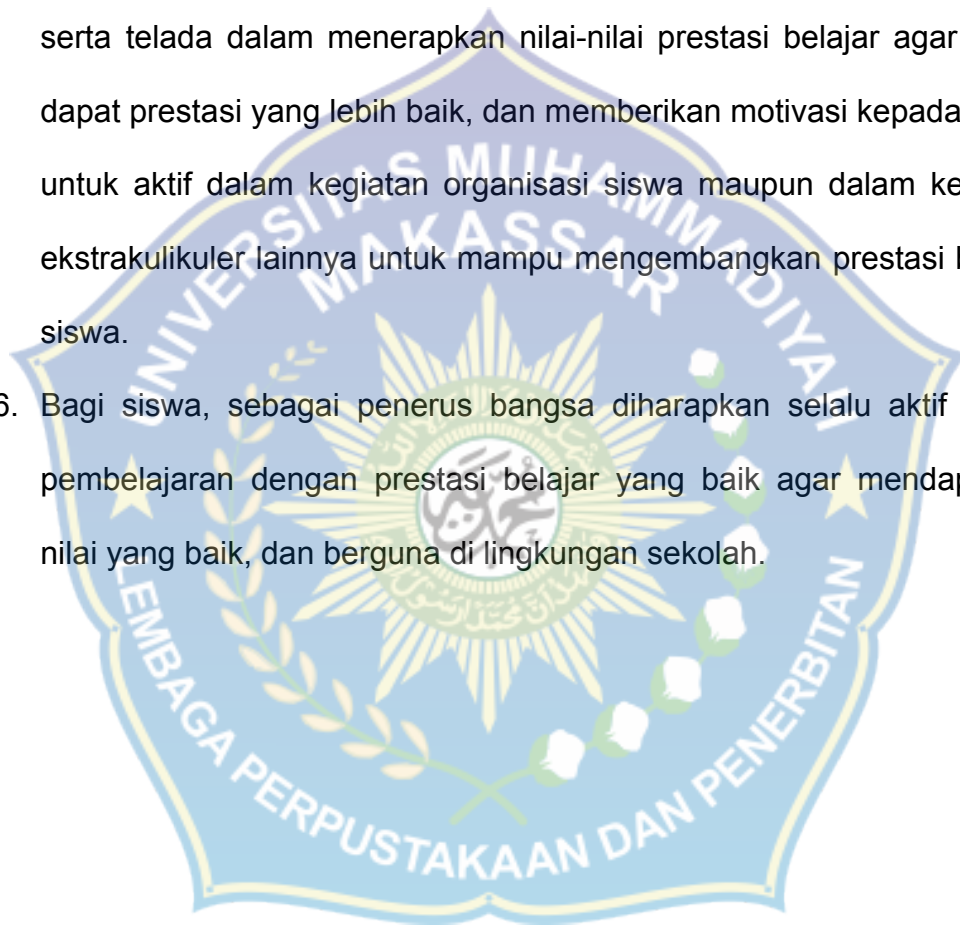 serta telada dalam menerapkan nilai-nilai prestasi belajar agar
dapat prestasi yang lebih baik, dan memberikan motivasi kepada
untuk aktif dalam kegiatan organisasi siswa maupun dalam ke
ekstrakulikuler lainnya untuk mampu mengembangkan prestasi
siswa.
6. Bagi siswa, sebagai penerus bangsa diharapkan selalu aktif
pembelajaran dengan prestasi belajar yang baik agar mendap
nilai yang baik, dan berguna di lingkungan sekolah.
UNIVERSITAS MUHAMMADIYAH
MAKASSAR
LEMBAGA PERPUSTAKAAN DAN PENERBITAN